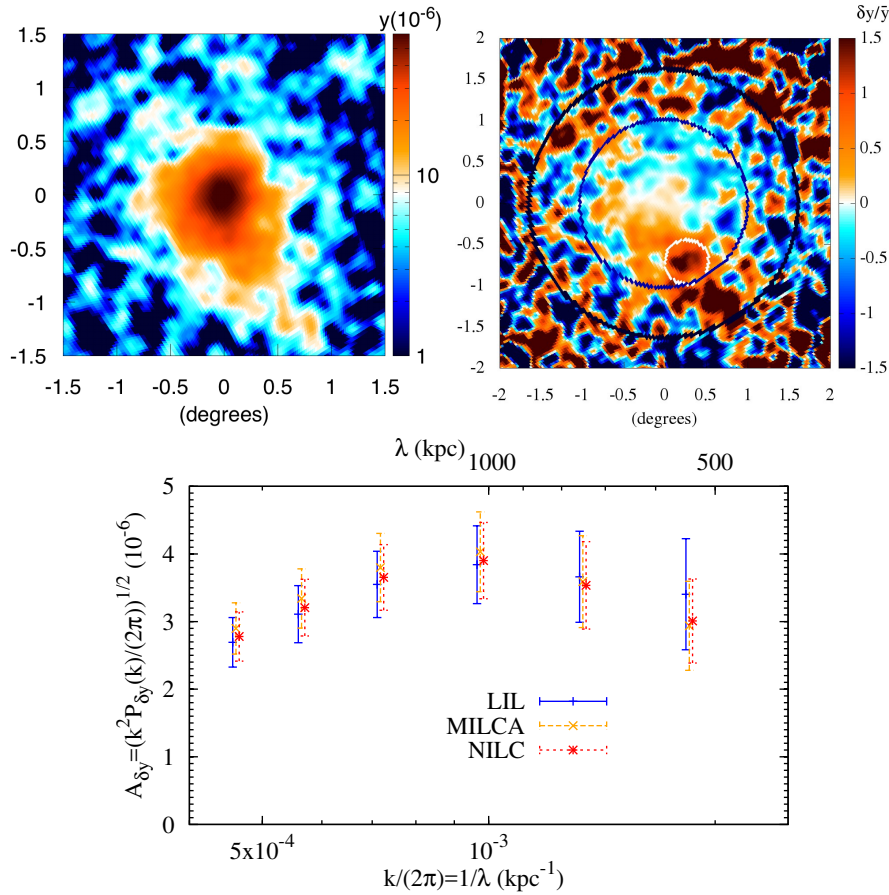 y(10⁻⁶)
1.5
1
0.5
0
-0.5
-1
-1.5
-1.5 -1 -0.5 0 0.5 1 1.5
(degrees)
10
1
δy/ȳ
2
1.5
1
0.5
0
-0.5
-1
-1.5
-2
-2 -1.5 -1 -0.5 0 0.5 1 1.5 2
(degrees)
1.5
1
0.5
0
-0.5
-1
-1.5
λ (kpc)
1000 500
A_δy=(k²P_δy(k)/(2π))^1/2 (10⁻⁶)
5
4
3
2
1
0
LIL
MILCA
NILC
5x10⁻⁴ 10⁻³
k/(2π)=1/λ (kpc⁻¹)